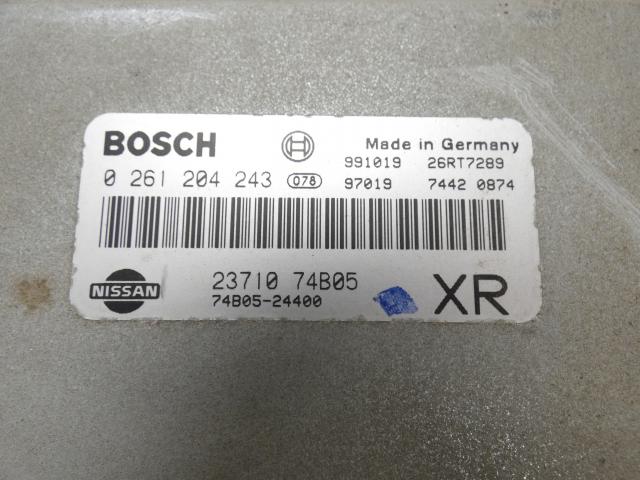 BOSCH
Made in Germany
991019 26RT7289
0 261 204 243 078
97019 7442 0874
NISSAN
23710 74B05
74B05-24400
XR